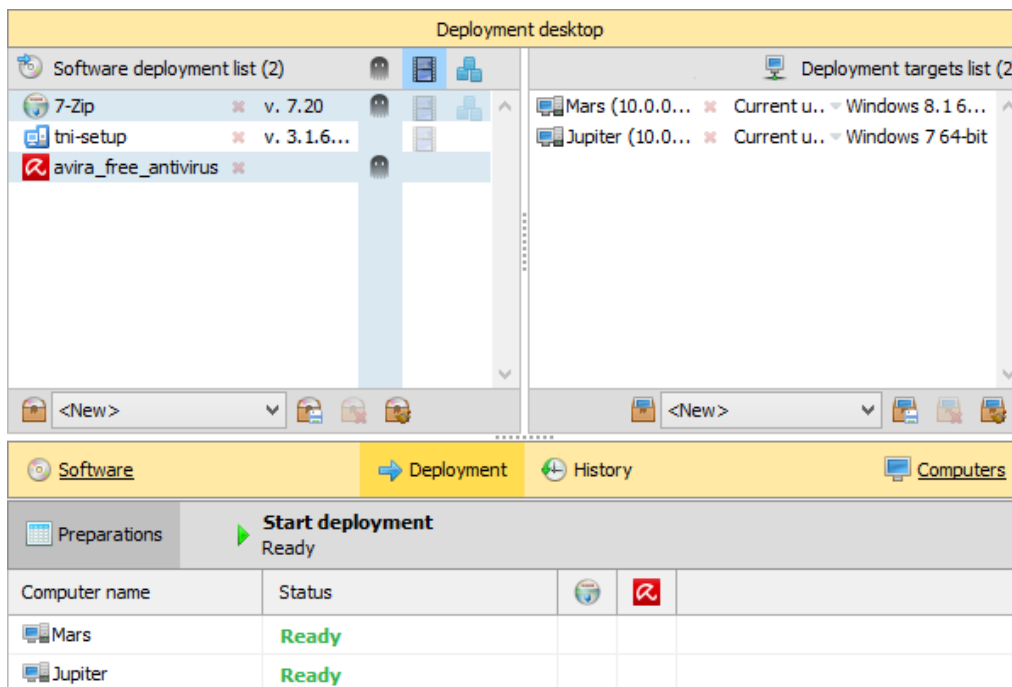 Deployment desktop
Software deployment list (2)
Deployment targets list (2
7-Zip v. 7.20
tni-setup v. 3.1.6...
avira_free_antivirus
Mars (10.0.0... Current u.. Windows 8.1 6...
Jupiter (10.0... Current u.. Windows 7 64-bit
<New>
<New>
Software
Deployment
History
Computers
Preparations
Start deployment
Ready
Computer name Status
Mars Ready
Jupiter Ready